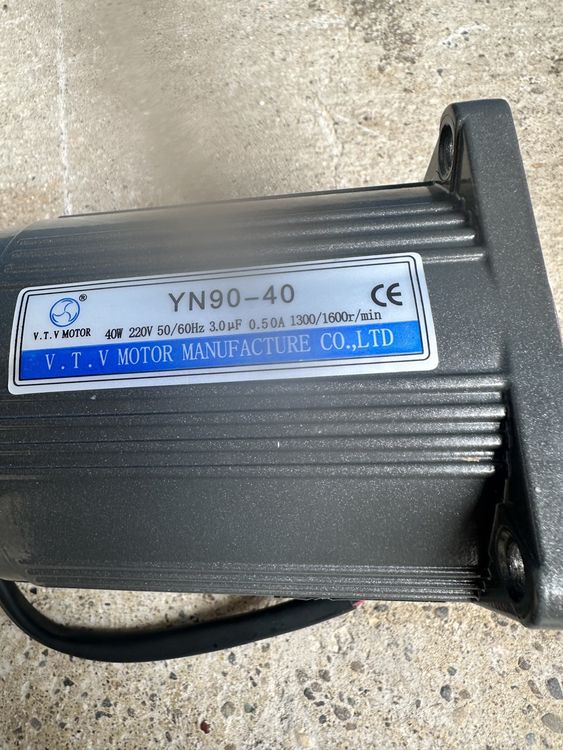 YN90-40
®
CE
V.T.V MOTOR
40W 220V 50/60Hz 3.0μF 0.50A 1300/1600r/min
V.T.V MOTOR MANUFACTURE CO.,LTD